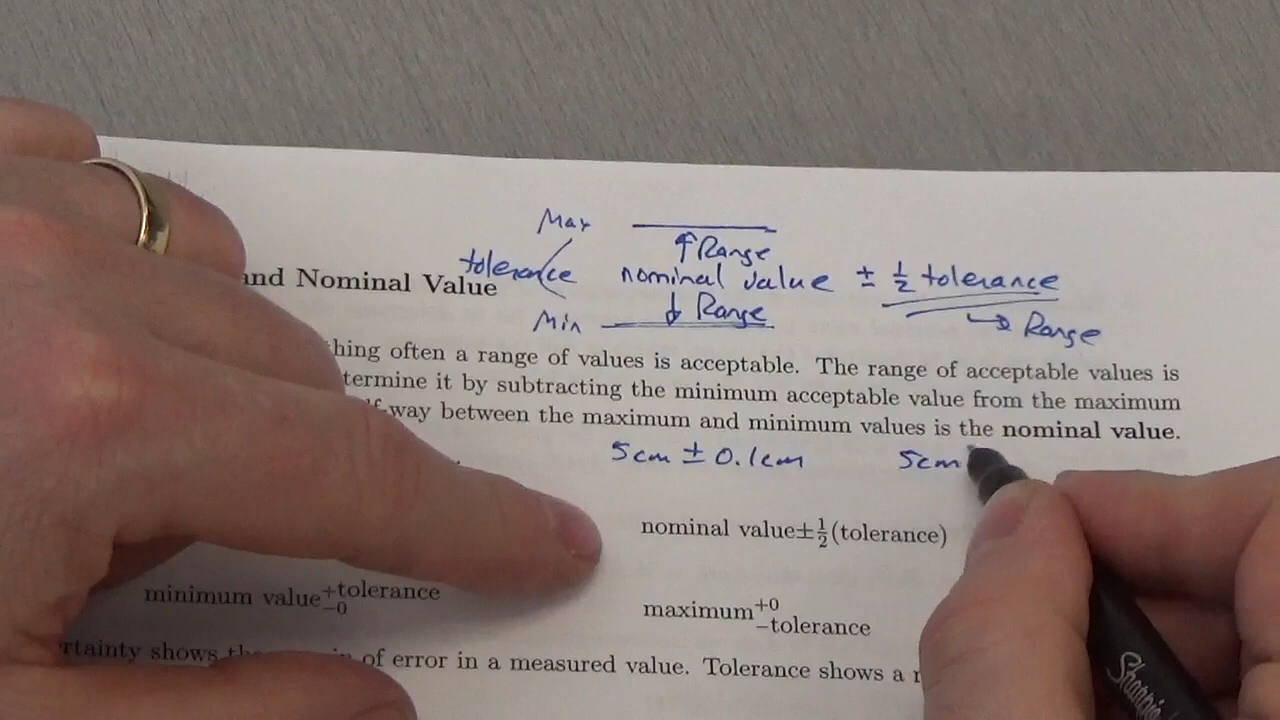 Max
↑ Range
tolerance nominal value ± 1/2 tolerance
and Nominal Value
Min ↓ Range → Range
thing often a range of values is acceptable. The range of acceptable values is
termine it by subtracting the minimum acceptable value from the maximum
way between the maximum and minimum values is the nominal value.
5cm ± 0.1cm 5cm
nominal value±1/2(tolerance)
minimum value +tolerance −0
maximum +0 −tolerance
rtainty shows of error in a measured value. Tolerance shows a
Sharpie